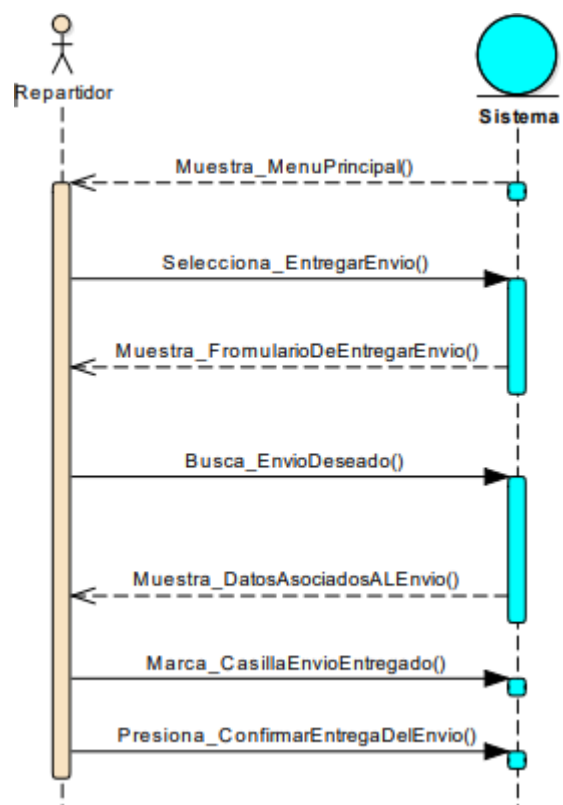 Repartidor
Sistema
Muestra_MenuPrincipal()
Selecciona_EntregarEnvio()
Muestra_FromularioDeEntregarEnvio()
Busca_EnvioDeseado()
Muestra_DatosAsociadosALEnvio()
Marca_CasillaEnvioEntregado()
Presiona_ConfirmarEntregaDelEnvio()